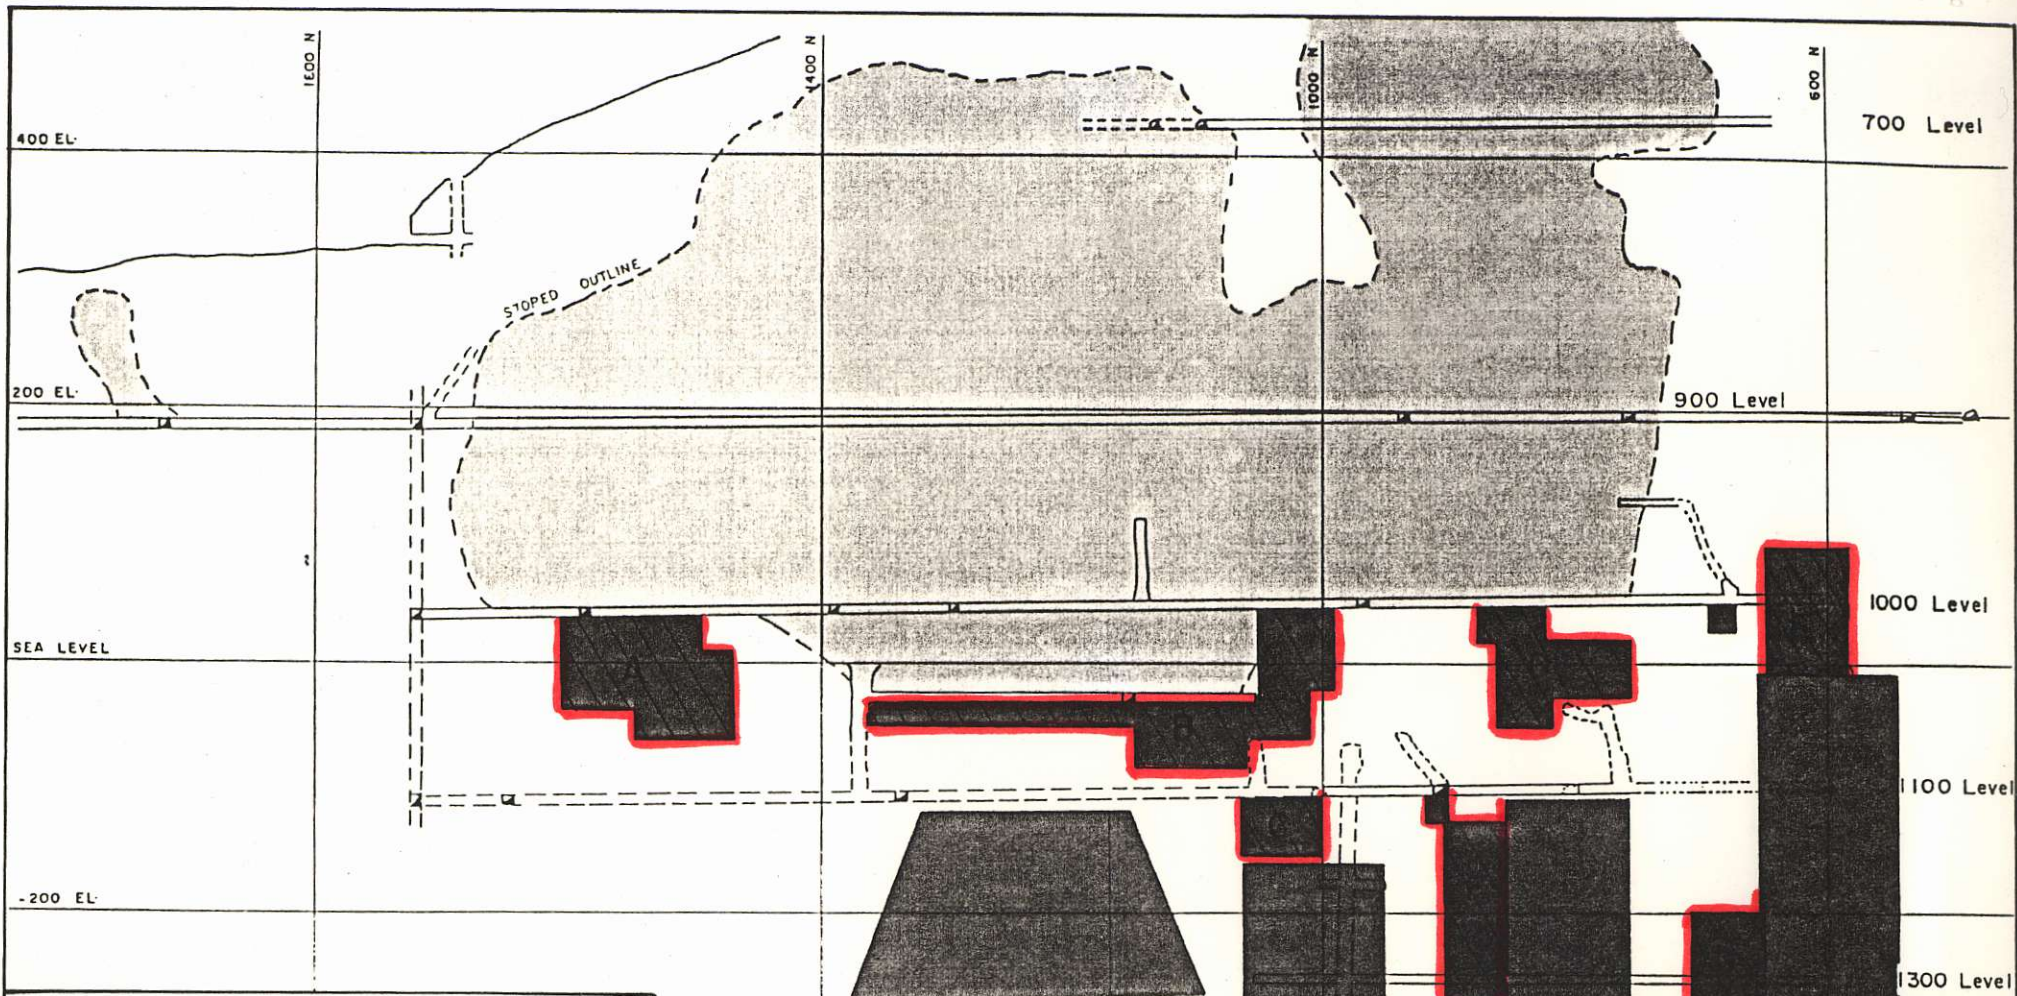 1800 N
1400 N
1000 N
600 N
700 Level
400 EL.
STOPED OUTLINE
200 EL.
900 Level
1000 Level
SEA LEVEL
A
B
1100 Level
C
-200 EL.
1300 Level